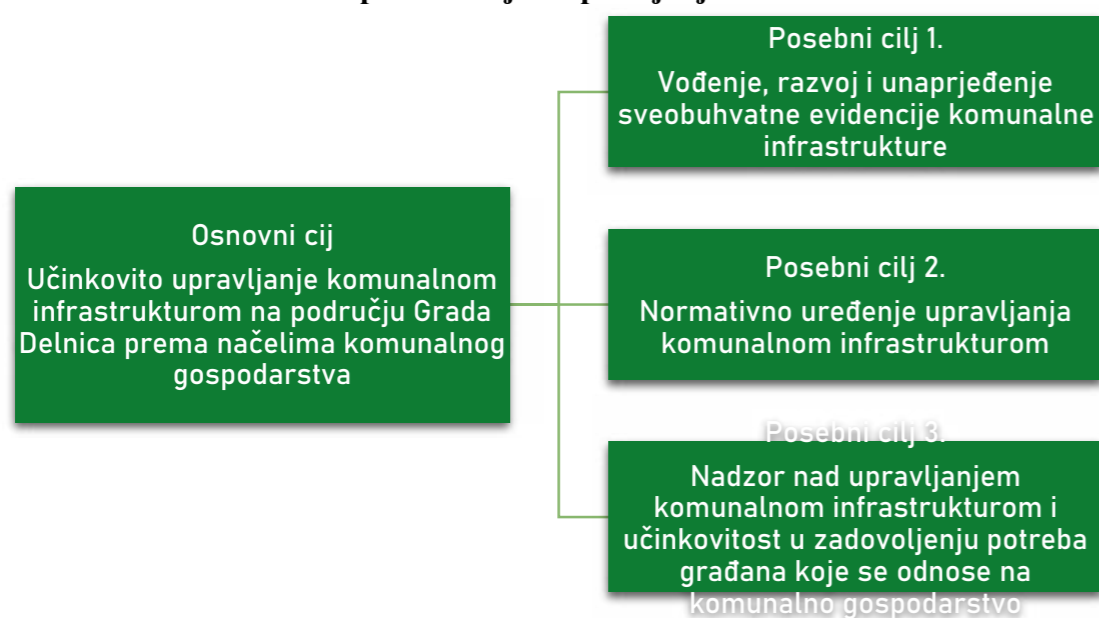 Osnovni cij
Učinkovito upravljanje komunalnom
infrastrukturom na području Grada
Delnica prema načelima komunalnog
gospodarstva
Posebni cilj 1.
Vođenje, razvoj i unaprjeđenje
sveobuhvatne evidencije komunalne
infrastrukture
Posebni cilj 2.
Normativno uređenje upravljanja
komunalnom infrastrukturom
Posebni cilj 3.
Nadzor nad upravljanjem
komunalnom infrastrukturom i
učinkovitost u zadovoljenju potreba
građana koje se odnose na
komunalno gospodarstvo